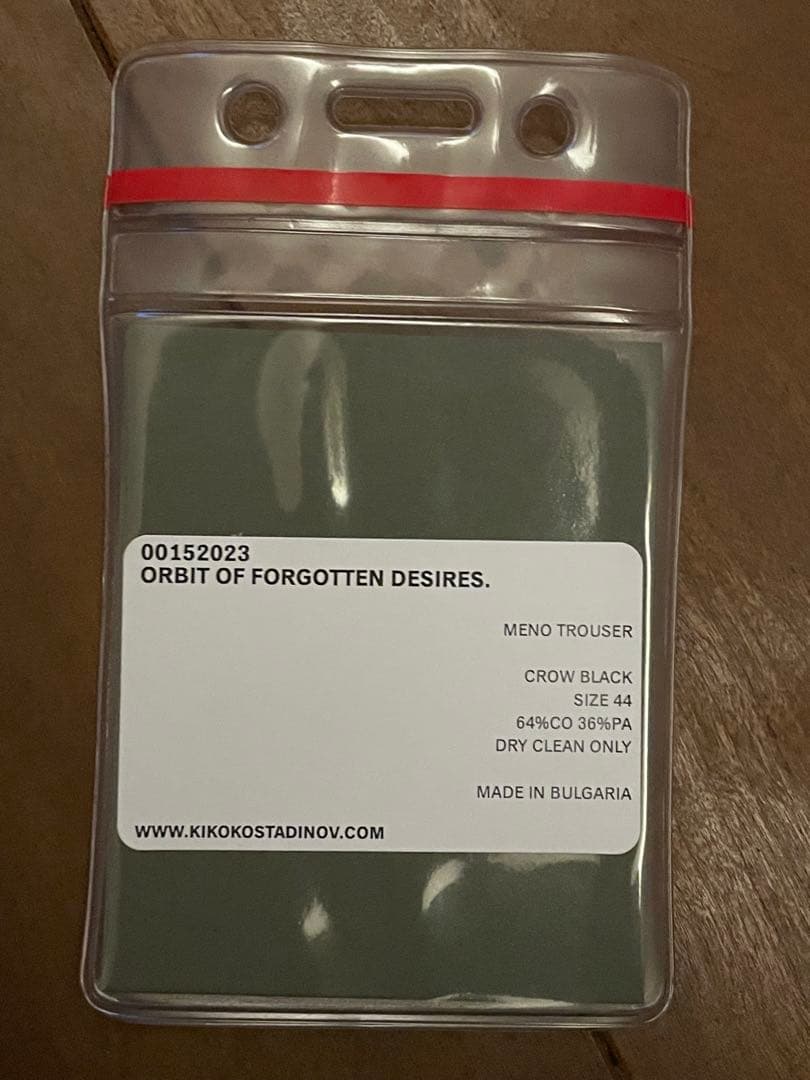 00152023
ORBIT OF FORGOTTEN DESIRES.
MENO TROUSER
CROW BLACK
SIZE 44
64%CO 36%PA
DRY CLEAN ONLY
MADE IN BULGARIA
WWW.KIKOKOSTADINOV.COM